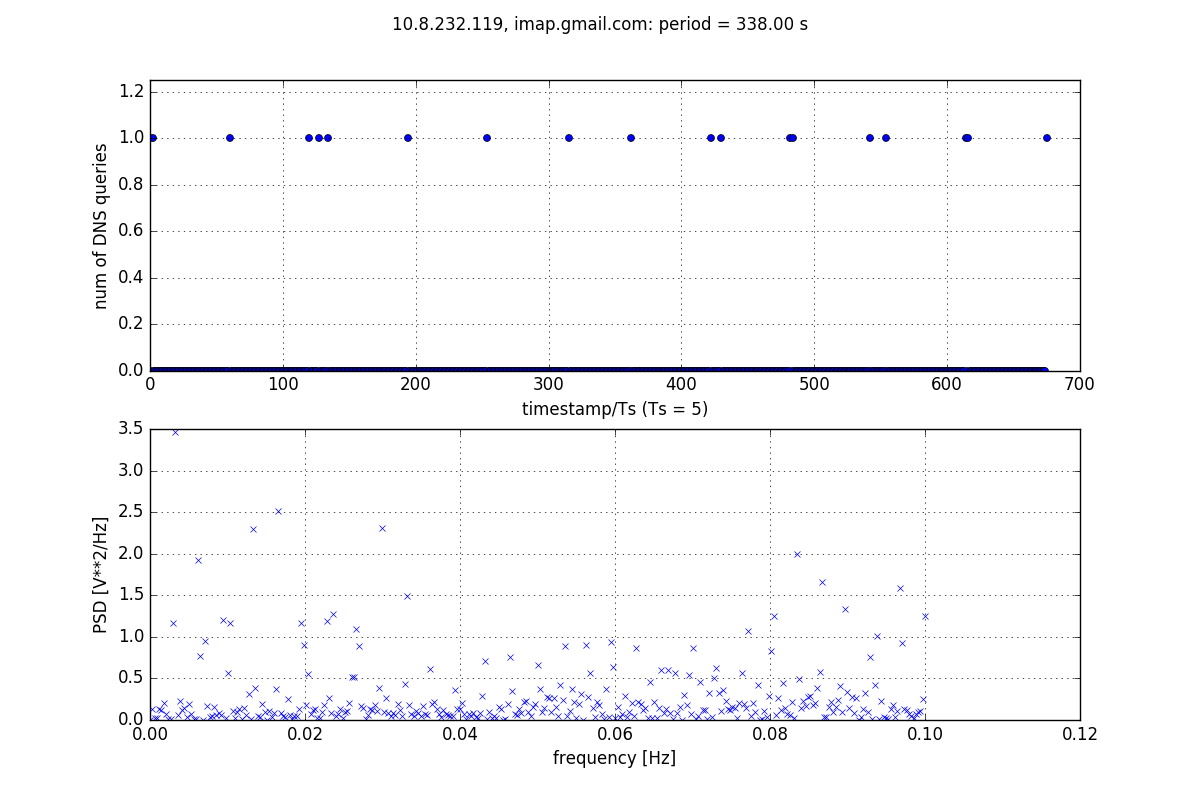 10.8.232.119, imap.gmail.com: period = 338.00 s
num of DNS queries
1.2
1.0
0.8
0.6
0.4
0.2
0.0
0 100 200 300 400 500 600 700
timestamp/Ts (Ts = 5)
PSD [V**2/Hz]
3.5
3.0
2.5
2.0
1.5
1.0
0.5
0.0
0.00 0.02 0.04 0.06 0.08 0.10 0.12
frequency [Hz]